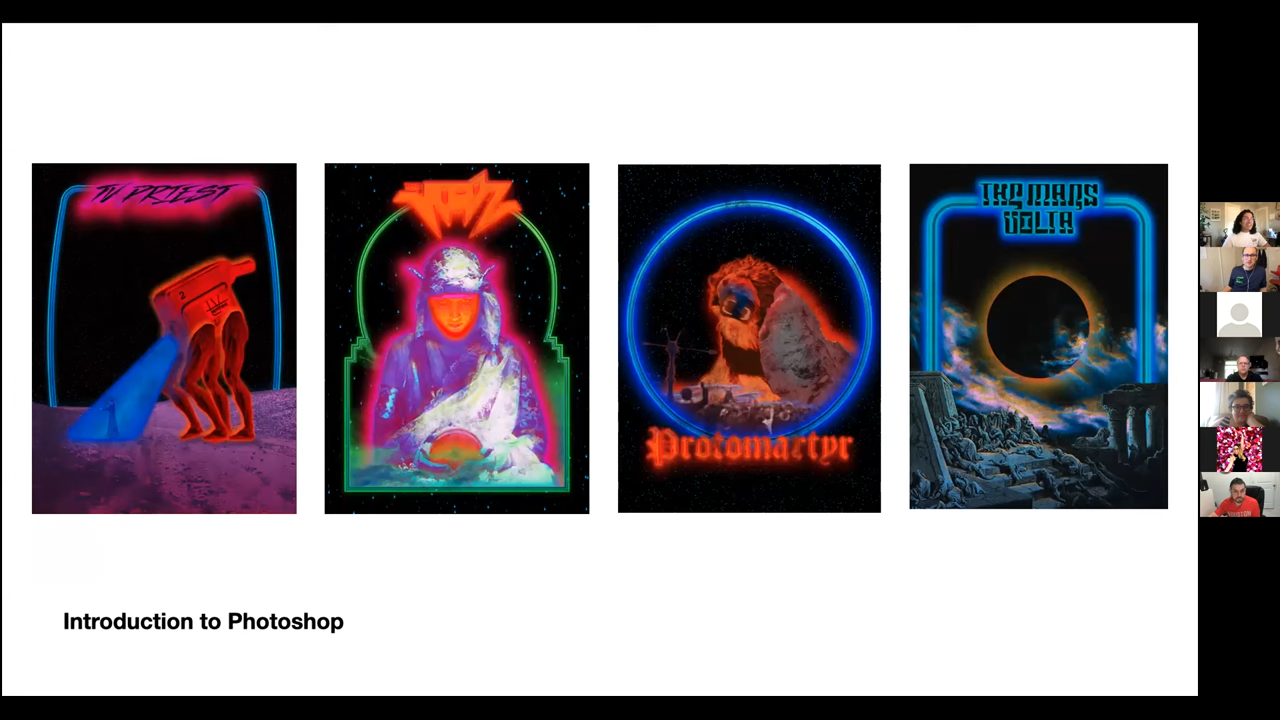 TV PRIEST
THE MARS
VOLTA
Protomartyr
Introduction to Photoshop